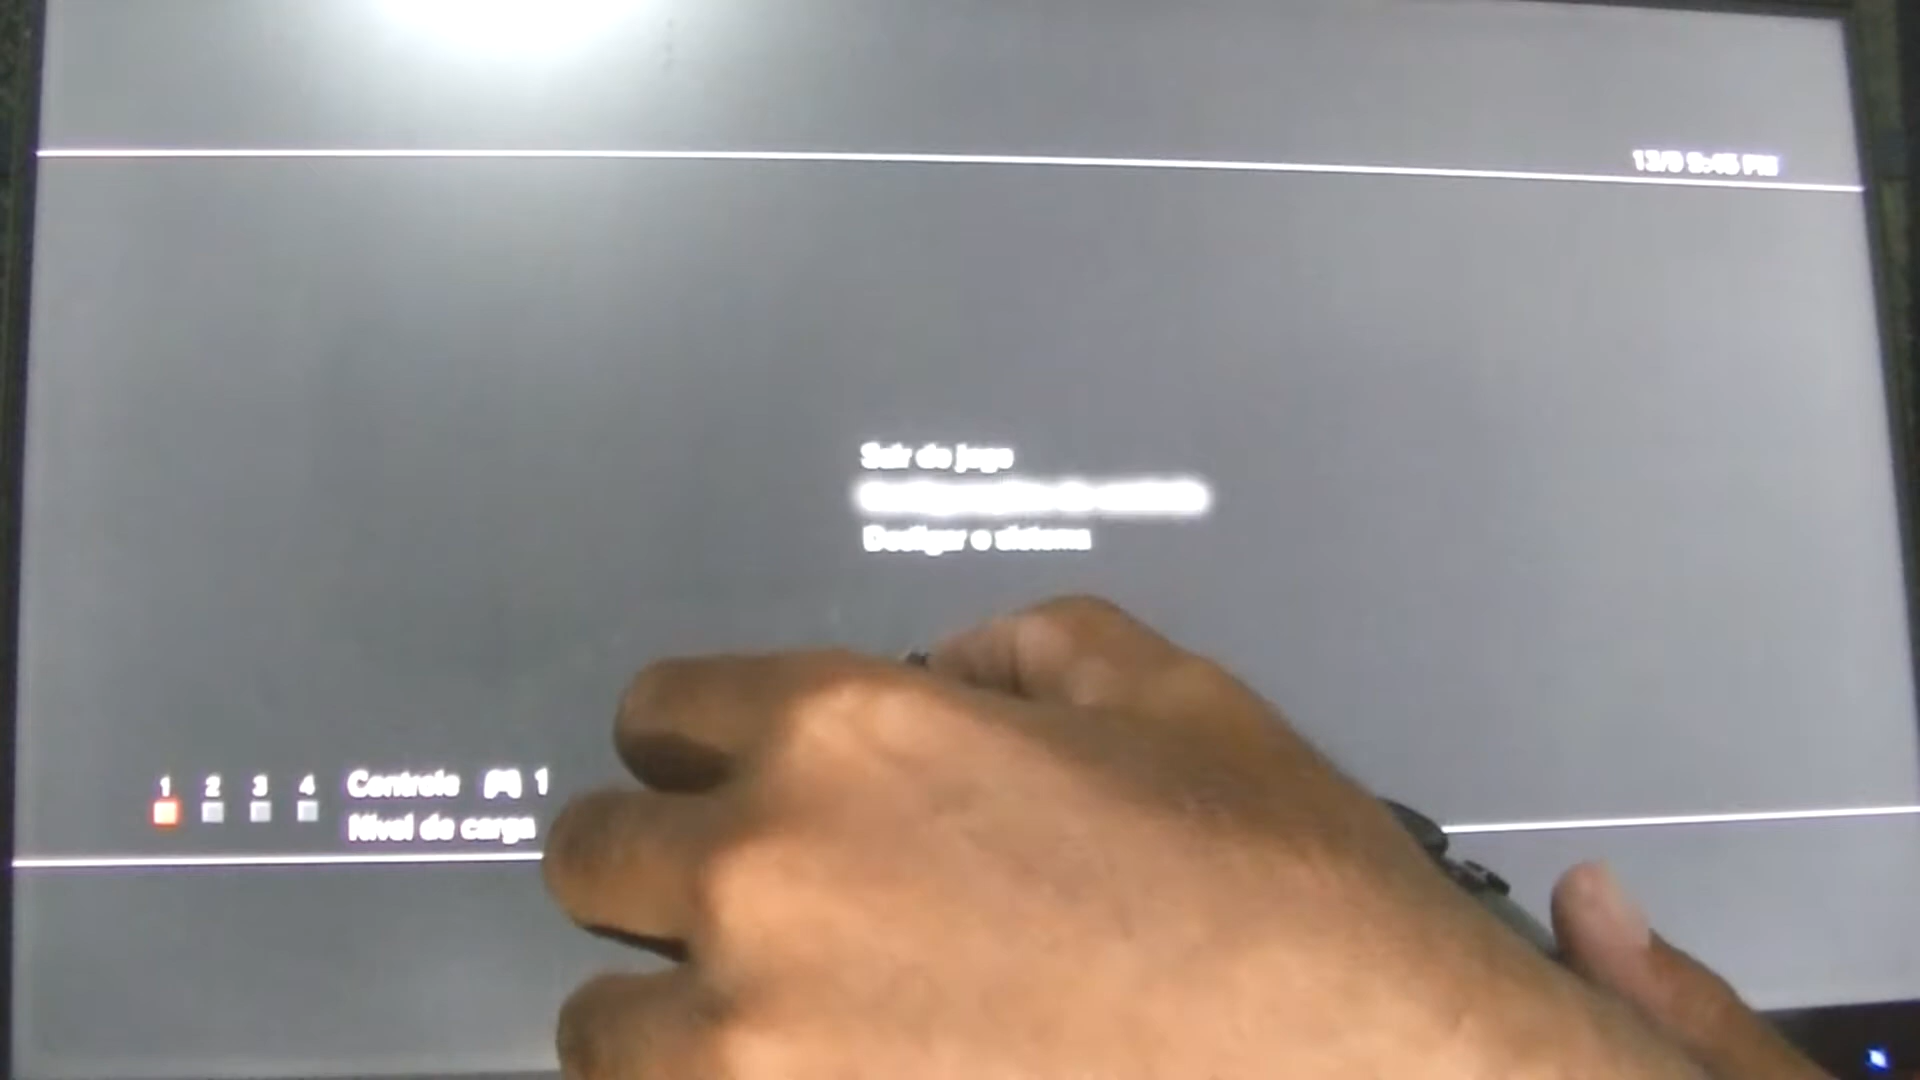 13/9 9:45 PM
Sair do jogo
Desligar o sistema
1 2 3 4 Controle 1
Nível de carga